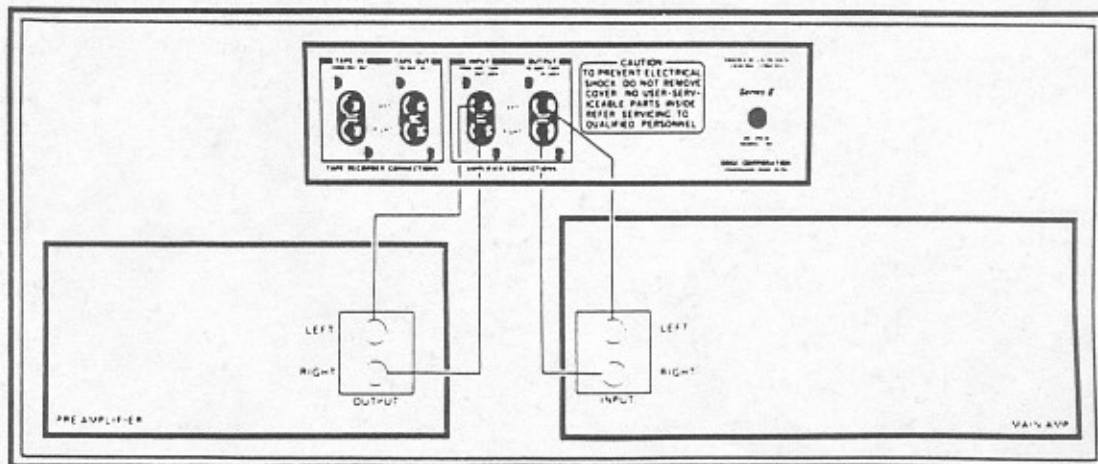 TAPE IN
TAPE OUT
INPUT
OUTPUT
CAUTION
TO PREVENT ELECTRICAL
SHOCK DO NOT REMOVE
COVER NO USER-SERV-
ICEABLE PARTS INSIDE
REFER SERVICING TO
QUALIFIED PERSONNEL
Series II
TAPE RECORDER CONNECTIONS
AMPLIFIER CONNECTIONS
CORPORATION
LEFT
RIGHT
OUTPUT
PREAMPLIFIER
LEFT
RIGHT
INPUT
MAIN AMP